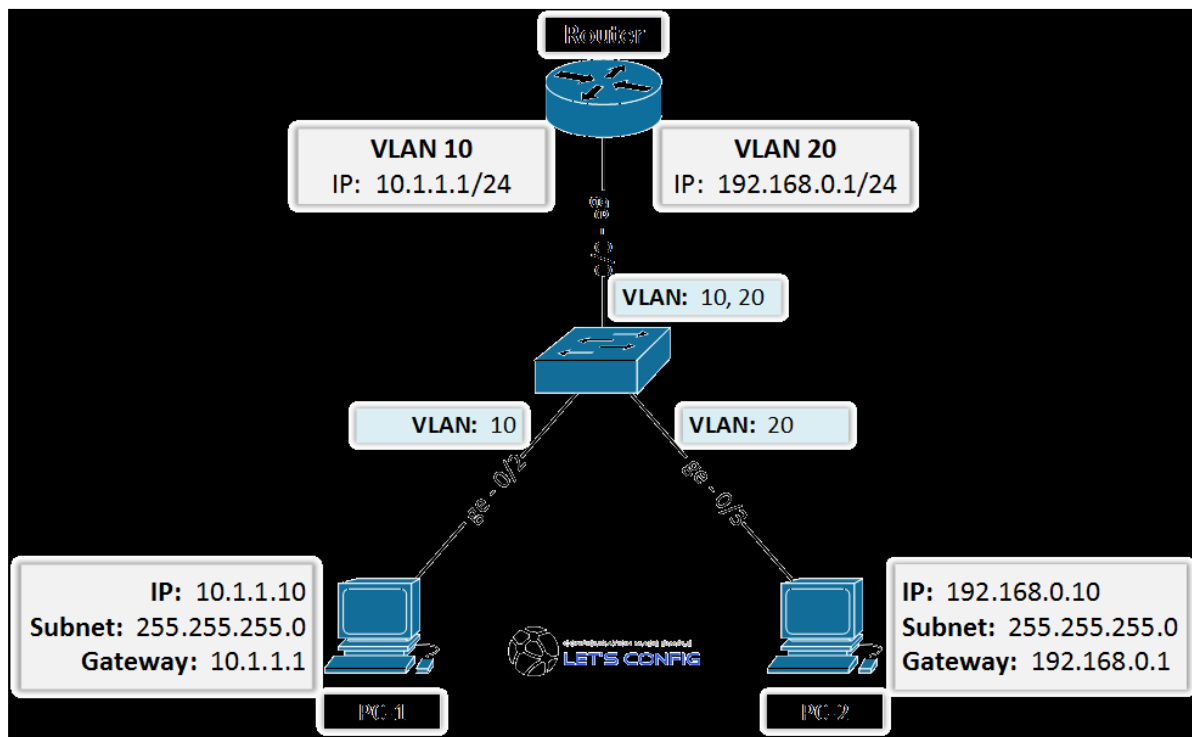 Router
VLAN 10
IP: 10.1.1.1/24
VLAN 20
IP: 192.168.0.1/24
ge - 0/0
VLAN: 10, 20
VLAN: 10
VLAN: 20
ge - 0/2
ge - 0/3
IP: 10.1.1.10
Subnet: 255.255.255.0
Gateway: 10.1.1.1
PC-1
LET'S CONFIG
IP: 192.168.0.10
Subnet: 255.255.255.0
Gateway: 192.168.0.1
PC-2